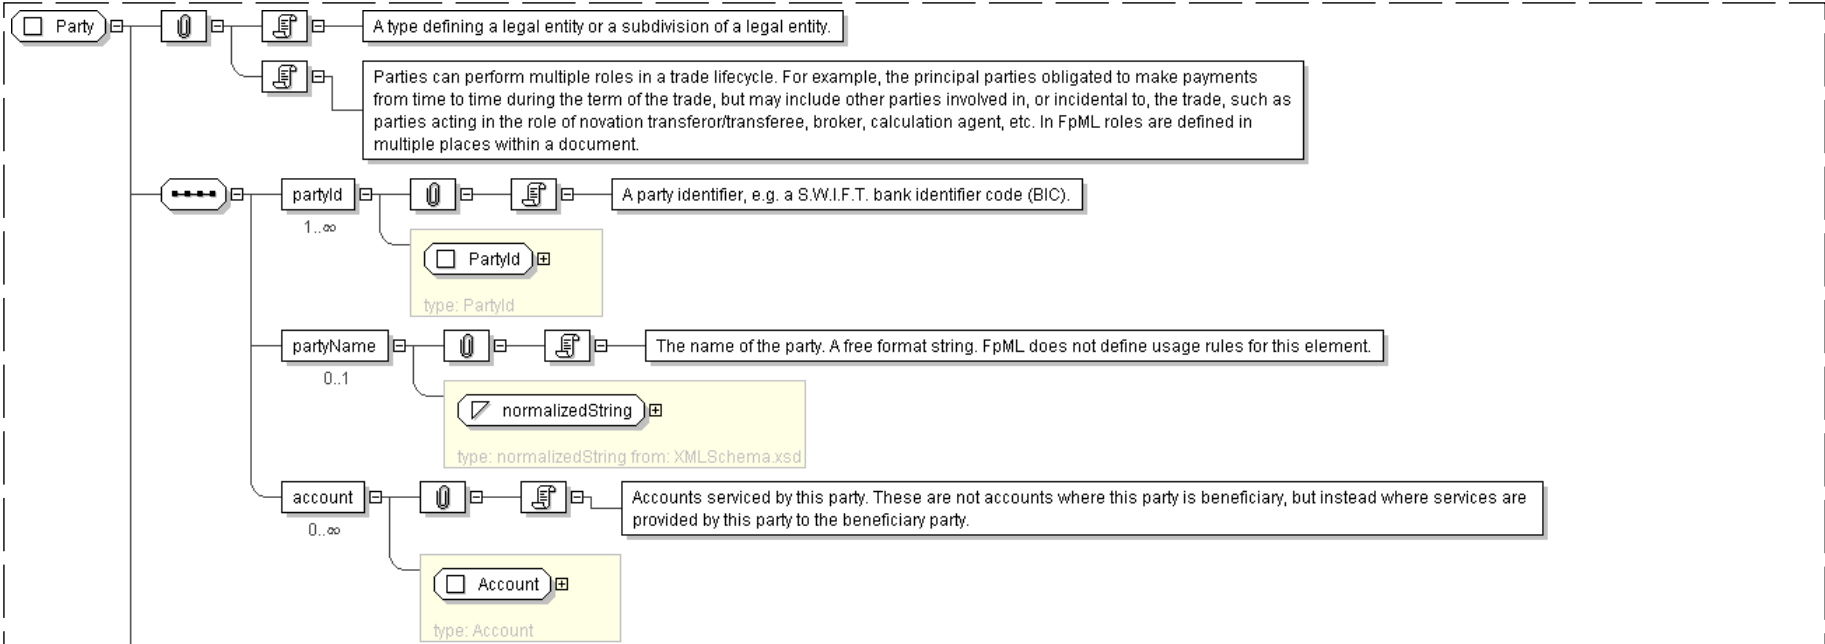 Party
A type defining a legal entity or a subdivision of a legal entity.
Parties can perform multiple roles in a trade lifecycle. For example, the principal parties obligated to make payments
from time to time during the term of the trade, but may include other parties involved in, or incidental to, the trade, such as
parties acting in the role of novation transferor/transferee, broker, calculation agent, etc. In FpML roles are defined in
multiple places within a document.
partyId
A party identifier, e.g. a S.W.I.F.T. bank identifier code (BIC).
1..∞
PartyId
type: PartyId
partyName
The name of the party. A free format string. FpML does not define usage rules for this element.
0..1
normalizedString
type: normalizedString from: XMLSchema.xsd
account
Accounts serviced by this party. These are not accounts where this party is beneficiary, but instead where services are
provided by this party to the beneficiary party.
0..∞
Account
type: Account